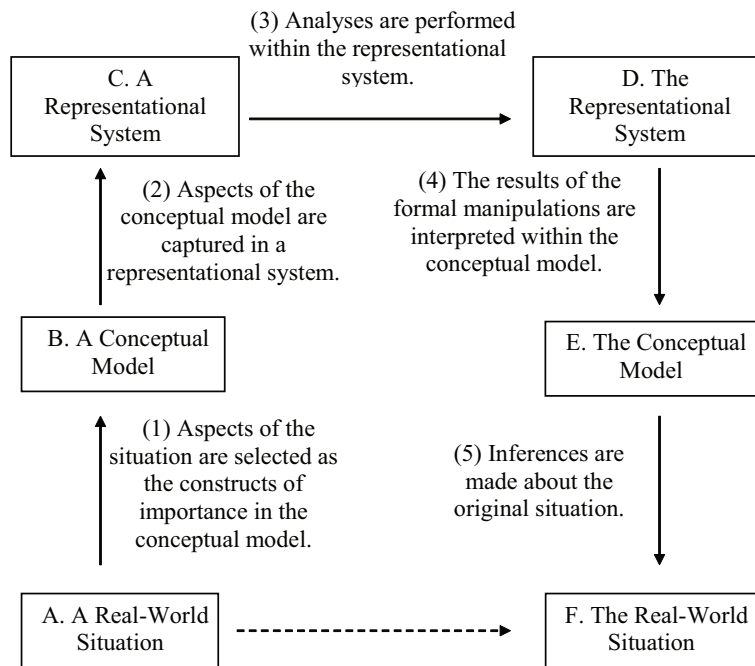 (3) Analyses are performed
within the representational
system.
C. A
Representational
System
D. The
Representational
System
(2) Aspects of the
conceptual model are
captured in a
representational system.
(4) The results of the
formal manipulations are
interpreted within the
conceptual model.
B. A Conceptual
Model
E. The Conceptual
Model
(1) Aspects of the
situation are selected as
the constructs of
importance in the
conceptual model.
(5) Inferences are
made about the
original situation.
A. A Real-World
Situation
F. The Real-World
Situation